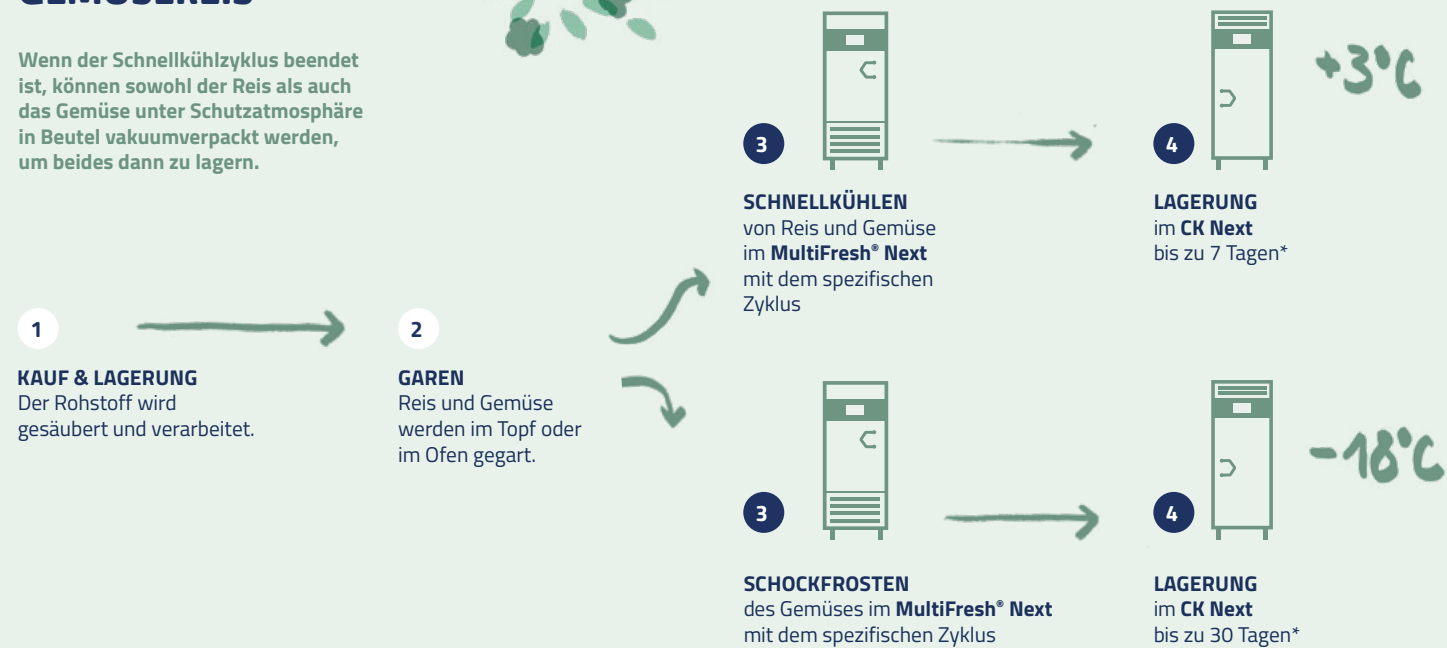 GEMÜSEREIS
Wenn der Schnellkühlzyklus beendet
ist, können sowohl der Reis als auch
das Gemüse unter Schutzatmosphäre
in Beutel vakuumverpackt werden,
um beides dann zu lagern.
1
KAUF & LAGERUNG
Der Rohstoff wird
gesäubert und verarbeitet.
2
GAREN
Reis und Gemüse
werden im Topf oder
im Ofen gegart.
3
SCHNELLKÜHLEN
von Reis und Gemüse
im MultiFresh® Next
mit dem spezifischen
Zyklus
4
+3°C
LAGERUNG
im CK Next
bis zu 7 Tagen*
3
SCHOCKFROSTEN
des Gemüses im MultiFresh® Next
mit dem spezifischen Zyklus
4
-18°C
LAGERUNG
im CK Next
bis zu 30 Tagen*